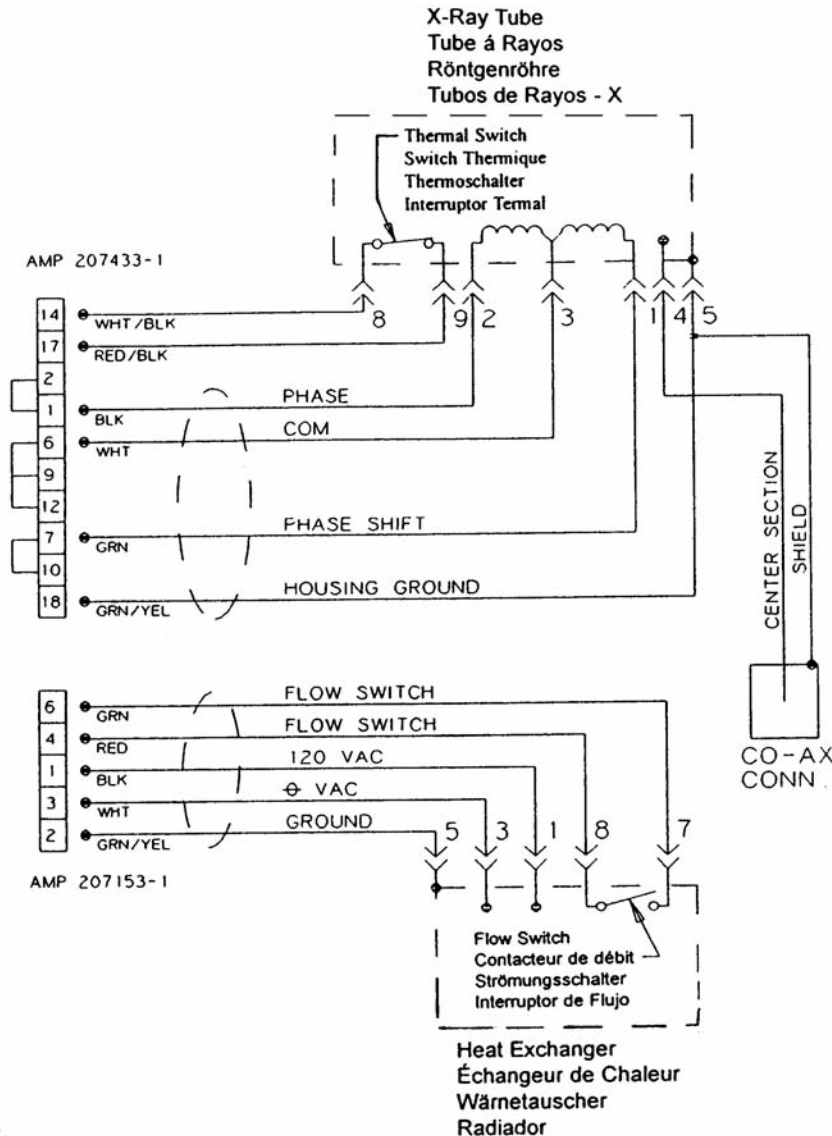 X-Ray Tube
Tube á Rayos
Röntgenröhre
Tubos de Rayos - X
Thermal Switch
Switch Thermique
Thermoschalter
Interruptor Termal
AMP 207433-1
14
WHT/BLK
8
9
2
3
1
4
5
17
RED/BLK
2
1
BLK
PHASE
6
WHT
COM
9
12
7
GRN
PHASE SHIFT
10
18
GRN/YEL
HOUSING GROUND
CENTER SECTION
SHIELD
CO-AX
CONN
6
GRN
FLOW SWITCH
4
RED
FLOW SWITCH
1
BLK
120 VAC
3
WHT
0 VAC
2
GRN/YEL
GROUND
5
3
1
8
7
AMP 207153-1
Flow Switch
Contacteur de débit
Strömungsschalter
Interruptor de Flujo
Heat Exchanger
Échangeur de Chaleur
Wärnetauscher
Radiador